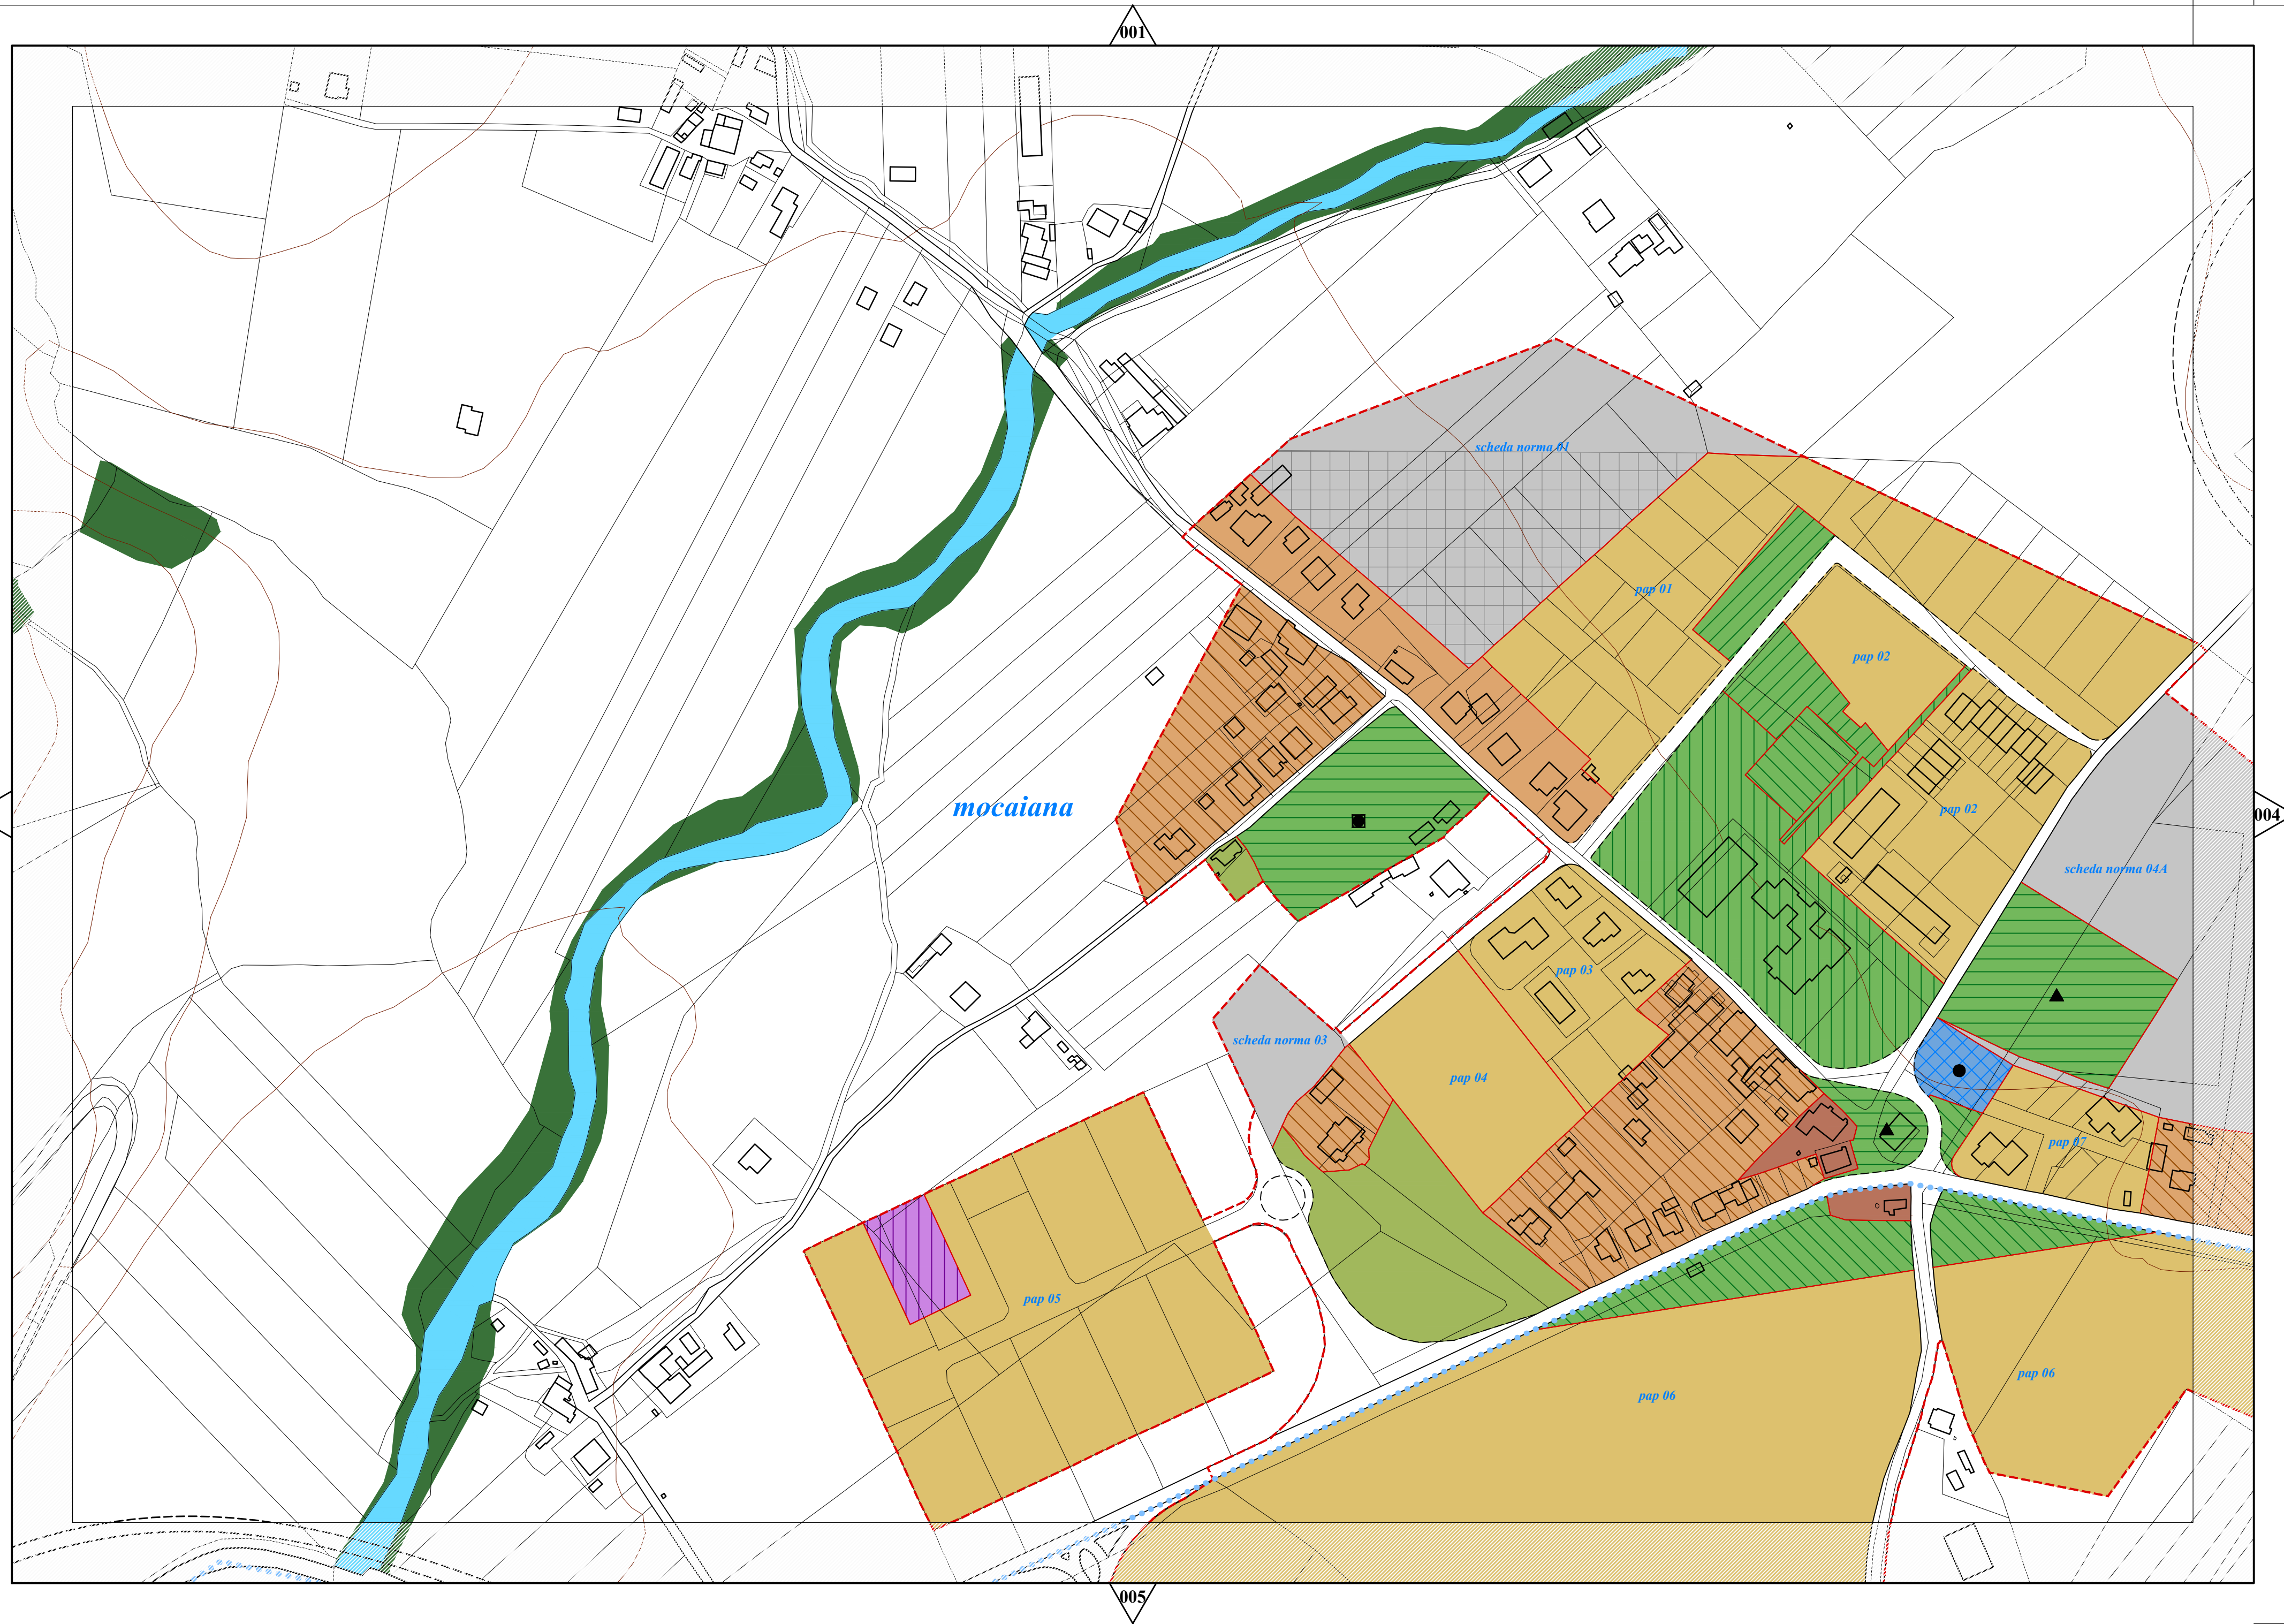 001
scheda norma 01
pap 01
pap 02
mocaiana
pap 02
004
scheda norma 04A
pap 03
scheda norma 03
pap 04
pap 07
pap 05
pap 06
pap 06
005